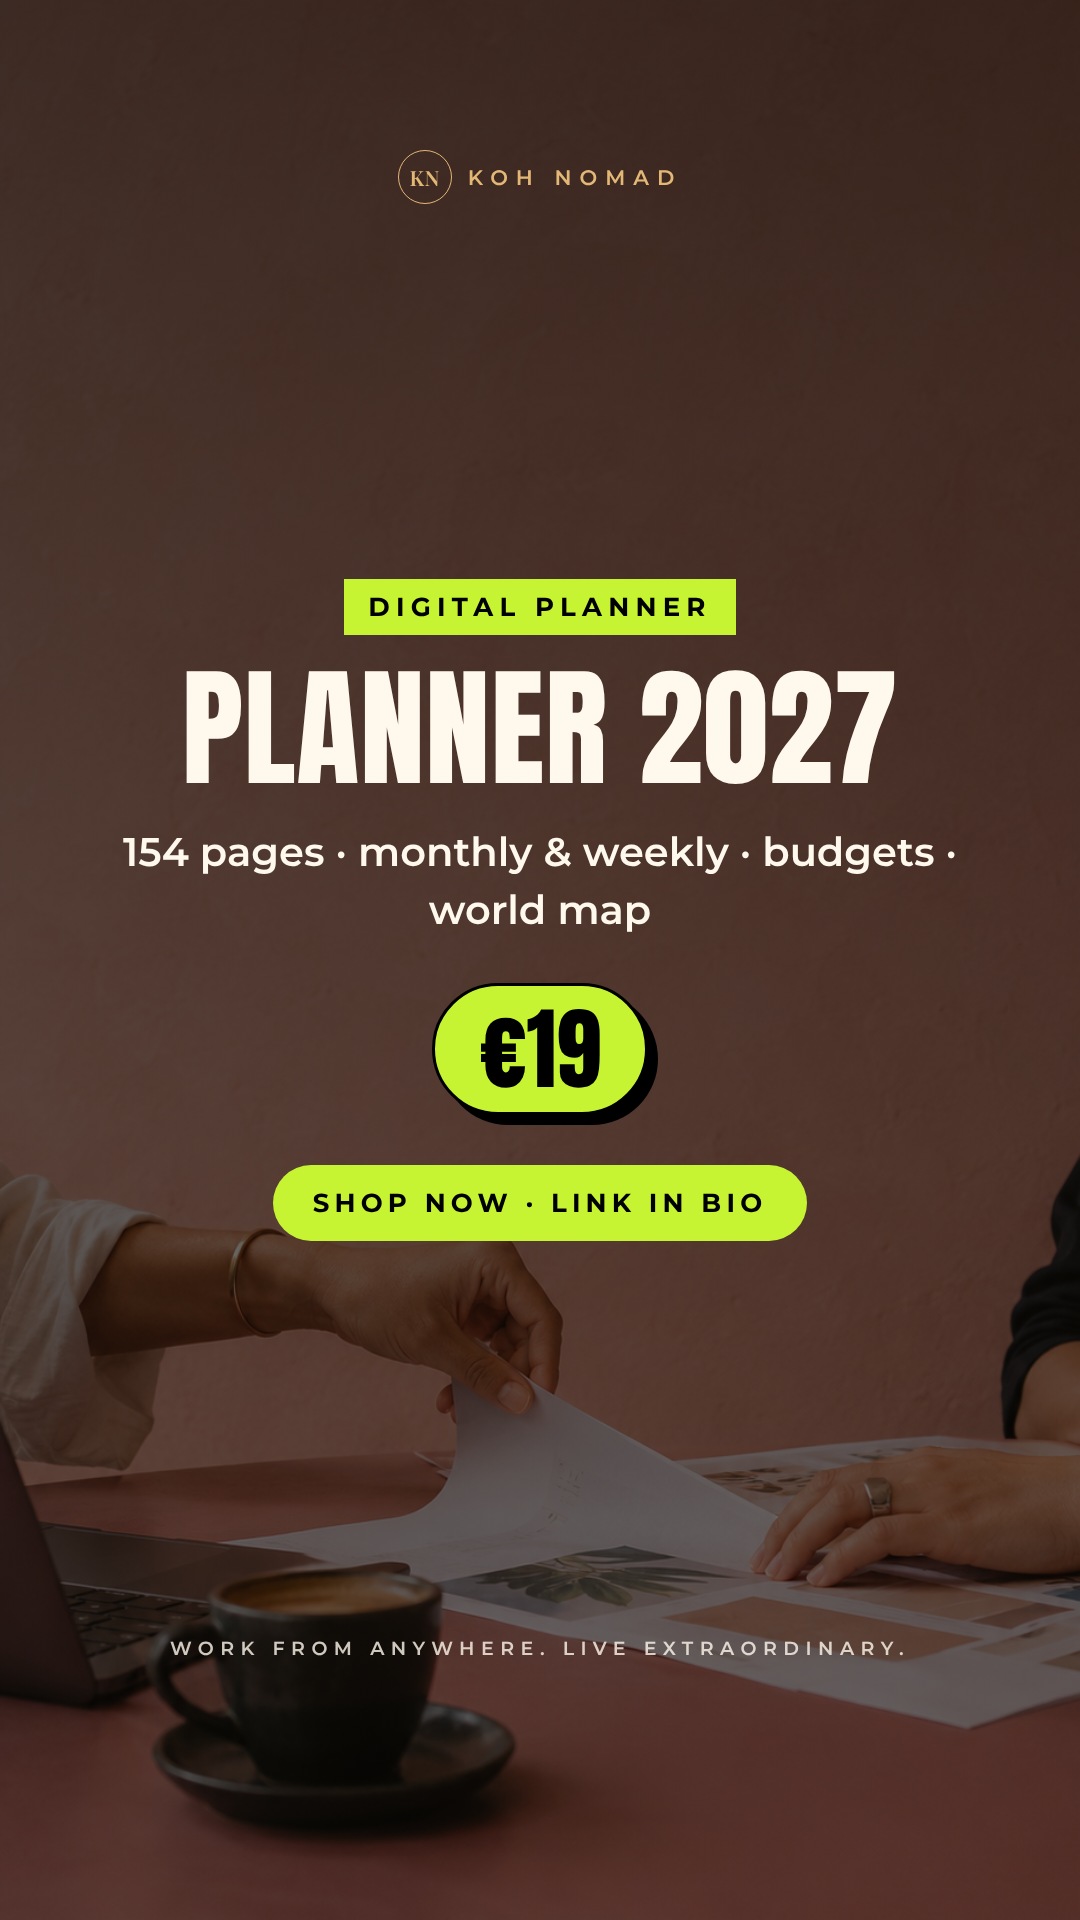 KN KOH NOMAD
DIGITAL PLANNER
PLANNER 2027
154 pages · monthly & weekly · budgets ·
world map
€19
SHOP NOW · LINK IN BIO
WORK FROM ANYWHERE. LIVE EXTRAORDINARY.